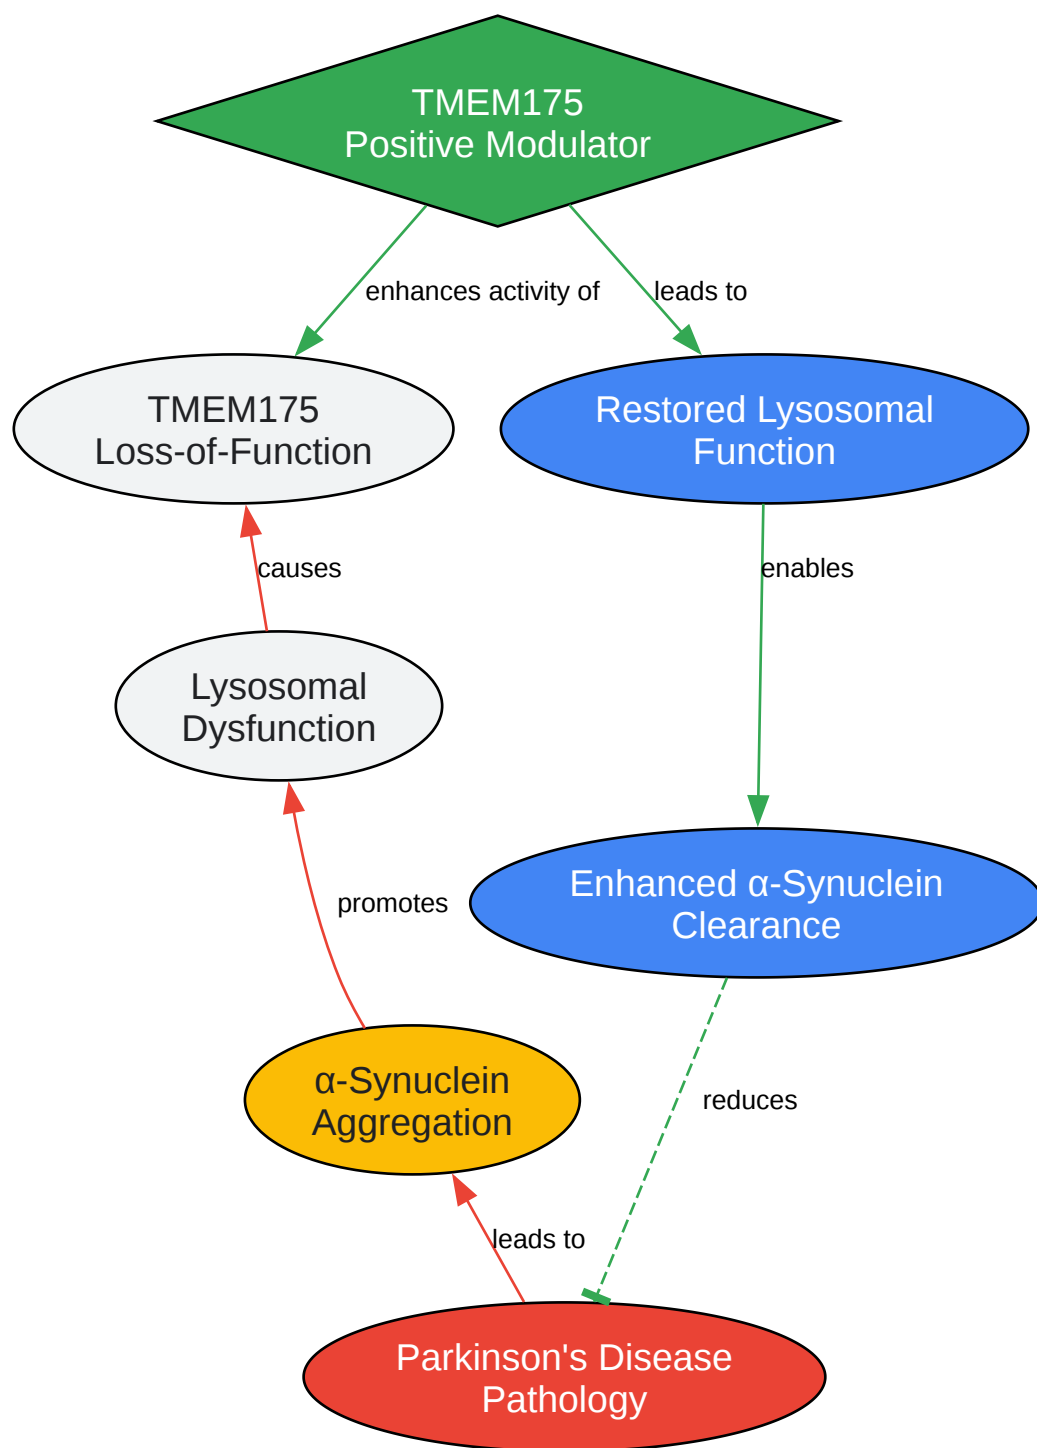 TMEM175
Positive Modulator
enhances activity of
leads to
TMEM175
Loss-of-Function
Restored Lysosomal
Function
causes
enables
Lysosomal
Dysfunction
promotes
Enhanced α-Synuclein
Clearance
α-Synuclein
Aggregation
reduces
leads to
Parkinson's Disease
Pathology